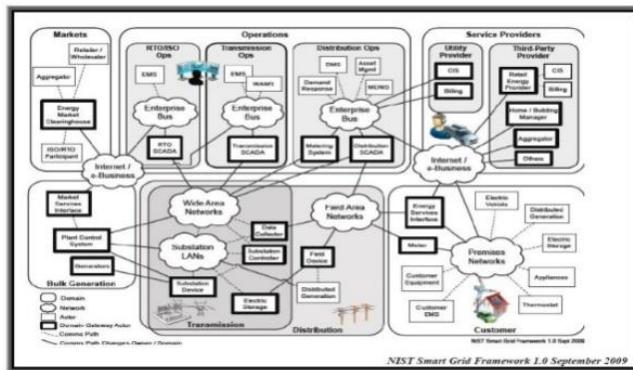 Markets
Operations
Service Providers
Retailer /
Wholesaler
Aggregator
Energy
Market
Clearinghouse
ISO/RTO
Participant
Internet /
e-Business
RTO/ISO
Ops
EMS
Enterprise
Bus
RTO
SCADA
Transmission
Ops
EMS
WAMS
Enterprise
Bus
Transmission
SCADA
Distribution Ops
DMS
Asset
Mgmt
Demand
Response
MDMS
Enterprise
Bus
Metering
System
Distribution
SCADA
Utility
Provider
CIS
Billing
Third-Party
Provider
Retail
Energy
Provider
CIS
Billing
Home / Building
Manager
Aggregator
Others
Internet /
e-Business
Market
Services
Interface
Plant Control
System
Generators
Bulk Generation
Wide Area
Networks
Substation
LANs
Substation
Device
Data
Collector
Substation
Controller
Electric
Storage
Transmission
Field Area
Networks
Field
Device
Distributed
Generation
Distribution
Energy
Services
Interface
Meter
Premises
Networks
Electric
Vehicle
Distributed
Generation
Electric
Storage
Appliances
Thermostat
Customer
Equipment
Customer
EMS
Customer
Domain
Network
Actor
Domain Gateway Actor
Comms Path
Comms Path Changes Owner / Domain
NIST Smart Grid Framework 1.0 Sept 2009
NIST Smart Grid Framework 1.0 September 2009